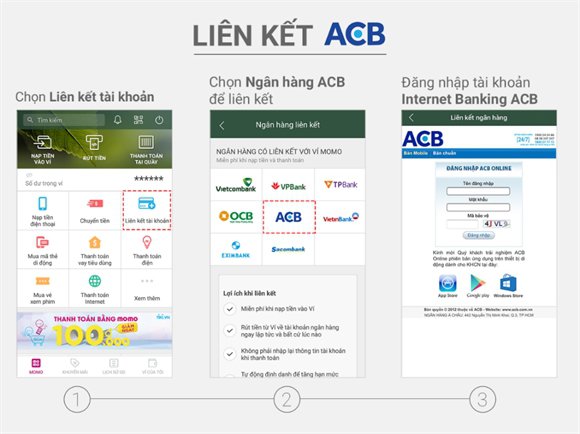 LIÊN KẾT ACB
Chọn Liên kết tài khoản
Tìm kiếm
NẠP TIỀN
VÀO VÍ
RÚT TIỀN
THANH TOÁN
TẠI QUẦY
Số dư trong ví
******
Nạp tiền
điện thoại
Chuyển tiền
Liên kết tài khoản
Mua mã thẻ
di động
Thanh toán
vay tiêu dùng
Thanh toán
điện
Mua vé
xem phim
Thanh toán
Internet
Xem thêm
THANH TOÁN BẰNG MOMO
GIẢM NGAY
100.000
MOMO
KHUYẾN MÃI
LỊCH SỬ GD
VÍ CỦA TÔI
1
Chọn Ngân hàng ACB
để liên kết
Ngân hàng liên kết
NGÂN HÀNG CÓ LIÊN KẾT VỚI VÍ MOMO
Miễn phí khi nạp tiền và thanh toán
Vietcombank
VPBank
TPBank
OCB
ACB
VietinBank
EXIMBANK
Sacombank
Lợi ích khi liên kết
Miễn phí khi nạp tiền vào Ví
Rút tiền từ Ví về tài khoản ngân hàng
ngay lập tức và bất cứ lúc nào
Không phải nhập lại thông tin tài khoản
khi thanh toán
Tự động định danh để tăng hạn mức
2
Đăng nhập tài khoản
Internet Banking ACB
Liên kết ngân hàng
ACB
[24/7]
Bản Mobile
Bản chuẩn
ĐĂNG NHẬP ACB ONLINE
Tên đăng nhập
Mật khẩu
Mã bảo vệ
4JVL9
Đăng nhập
Kính mời Quý khách trải nghiệm ACB
Online phiên bản ứng dụng trên thiết bị di
động dành cho KHCN tại đây:
App Store
Google play
Windows Store
Bản quyền © 2012 thuộc về ACB - Website: www.acb.com.vn
NGÂN HÀNG Á CHÂU: 442 Nguyễn Thị Minh Khai, Q.3, TP.HCM
3